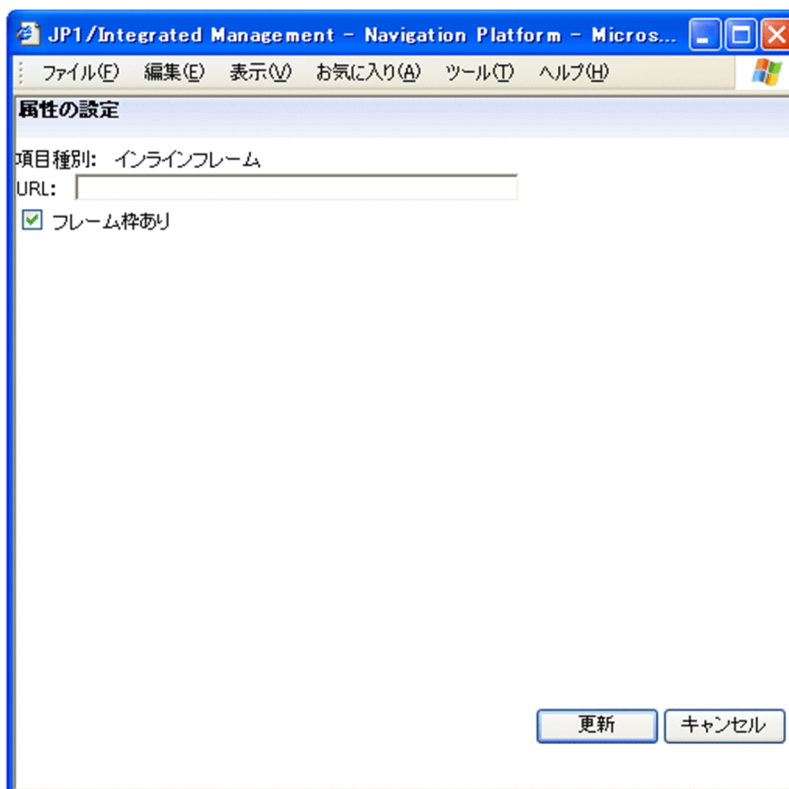 JP1/Integrated Management - Navigation Platform - Micros...
ファイル(F) 編集(E) 表示(V) お気に入り(A) ツール(T) ヘルプ(H)
属性の設定
項目種別: インラインフレーム
URL:
フレーム枠あり
更新 キャンセル